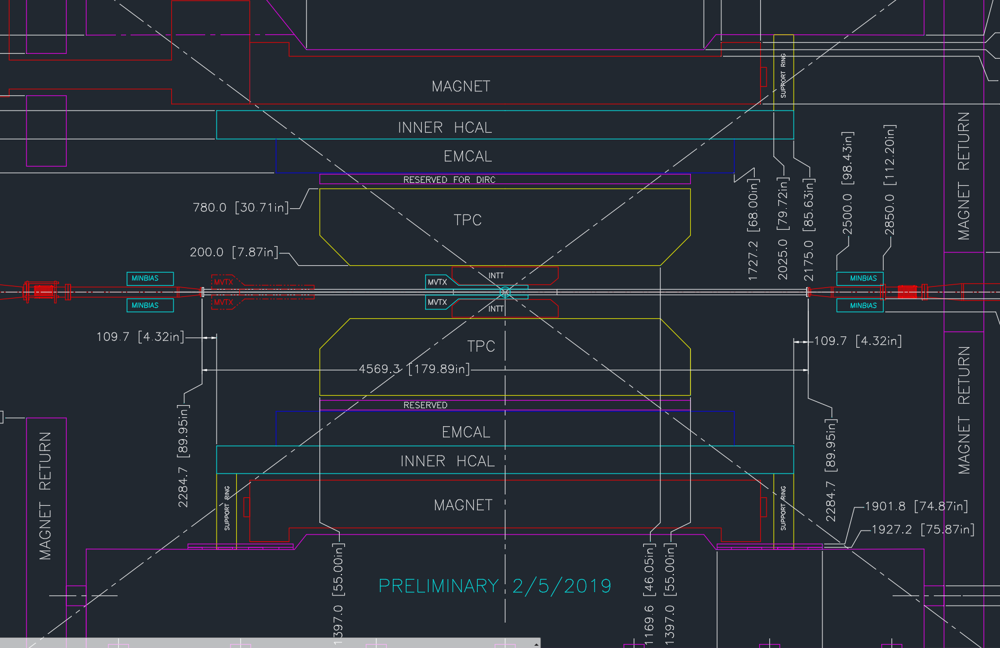 MAGNET
SUPPORT RING
INNER HCAL
EMCAL
RESERVED FOR DIRC
780.0 [30.71in]
TPC
200.0 [7.87in]
1727.2 [68.00in]
2025.0 [79.72in]
2175.0 [85.63in]
2500.0 [98.43in]
2850.0 [112.20in]
MAGNET RETURN
MINBIAS
MVTX
MVTX
INTT
MINBIAS
MINBIAS
MVTX
MVTX
INTT
MINBIAS
109.7 [4.32in]
TPC
109.7 [4.32in]
4569.3 [179.89in]
RESERVED
2284.7 [89.95in]
EMCAL
2284.7 [89.95in]
INNER HCAL
MAGNET RETURN
MAGNET RETURN
SUPPORT RING
MAGNET
SUPPORT RING
1901.8 [74.87in]
1927.2 [75.87in]
PRELIMINARY 2/5/2019
1397.0 [55.00in]
1169.6 [46.05in]
1397.0 [55.00in]